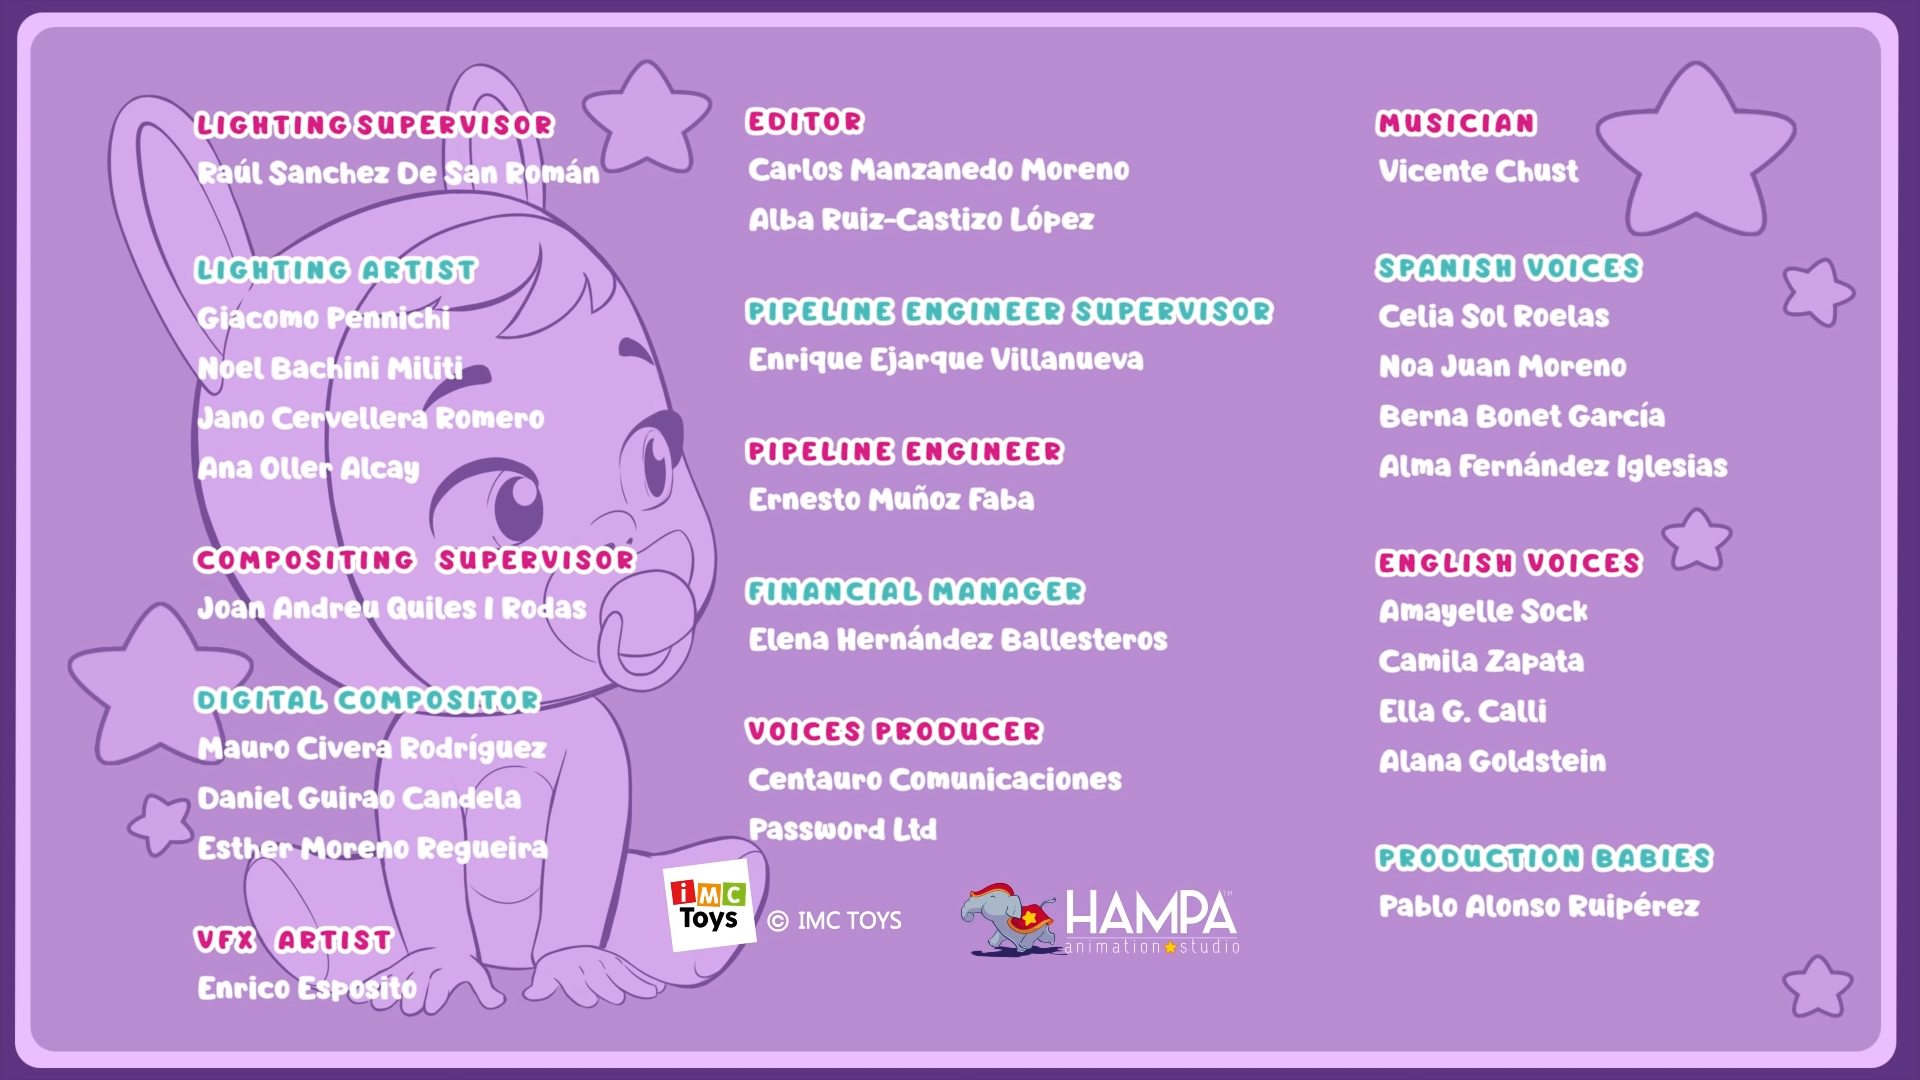 LIGHTING SUPERVISOR
Raúl Sanchez De San Román
LIGHTING ARTIST
Giacomo Pennichi
Noel Bachini Militi
Jano Cervellera Romero
Ana Oller Alcay
COMPOSITING SUPERVISOR
Joan Andreu Quiles I Rodas
DIGITAL COMPOSITOR
Mauro Civera Rodríguez
Daniel Guirao Candela
Esther Moreno Regueira
VFX ARTIST
Enrico Esposito
EDITOR
Carlos Manzanedo Moreno
Alba Ruiz-Castizo López
PIPELINE ENGINEER SUPERVISOR
Enrique Ejarque Villanueva
PIPELINE ENGINEER
Ernesto Muñoz Faba
FINANCIAL MANAGER
Elena Hernández Ballesteros
VOICES PRODUCER
Centauro Comunicaciones
Password Ltd
iMC
Toys
© IMC TOYS
HAMPA™
animation studio
MUSICIAN
Vicente Chust
SPANISH VOICES
Celia Sol Roelas
Noa Juan Moreno
Berna Bonet García
Alma Fernández Iglesias
ENGLISH VOICES
Amayelle Sock
Camila Zapata
Ella G. Calli
Alana Goldstein
PRODUCTION BABIES
Pablo Alonso Ruipérez